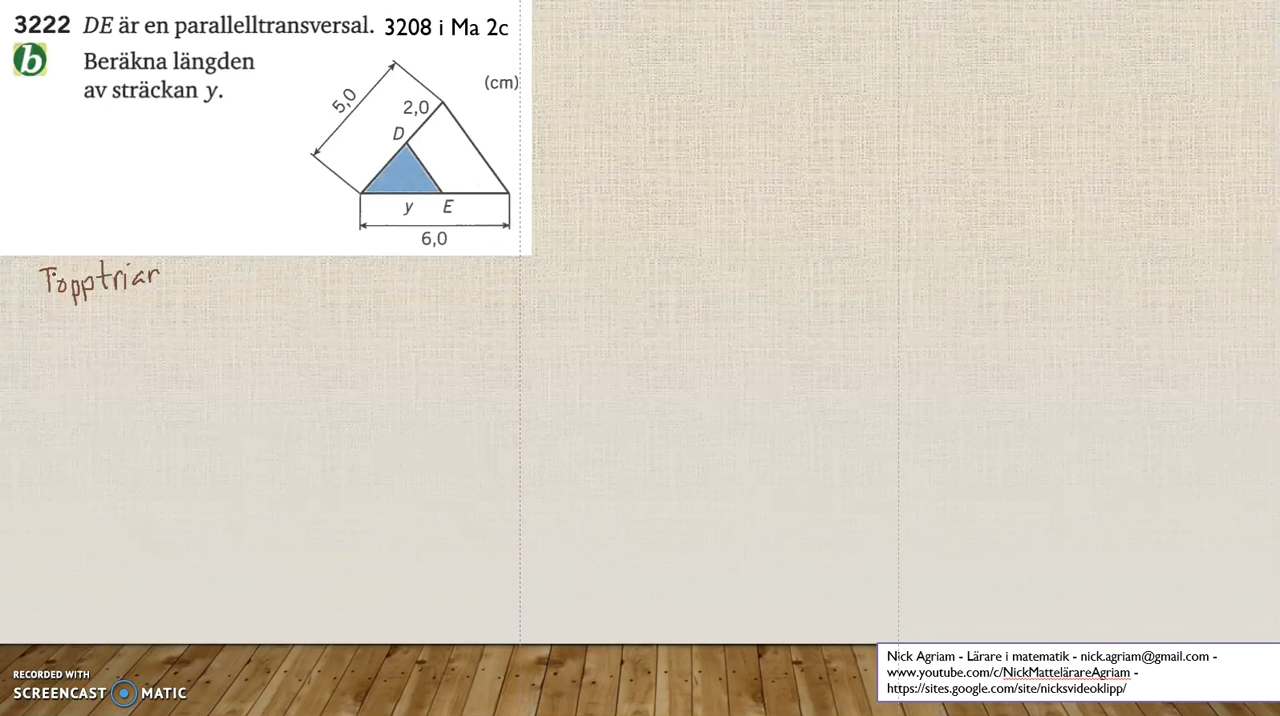 3222 DE är en parallelltransversal. 3208 i Ma 2c
b Beräkna längden
av sträckan y.
(cm)
5,0
2,0
D
y E
6,0
Topptriar
RECORDED WITH
SCREENCAST MATIC
Nick Agriam - Lärare i matematik - nick.agriam@gmail.com -
www.youtube.com/c/NickMattelärareAgriam -
https://sites.google.com/site/nicksvideoklipp/